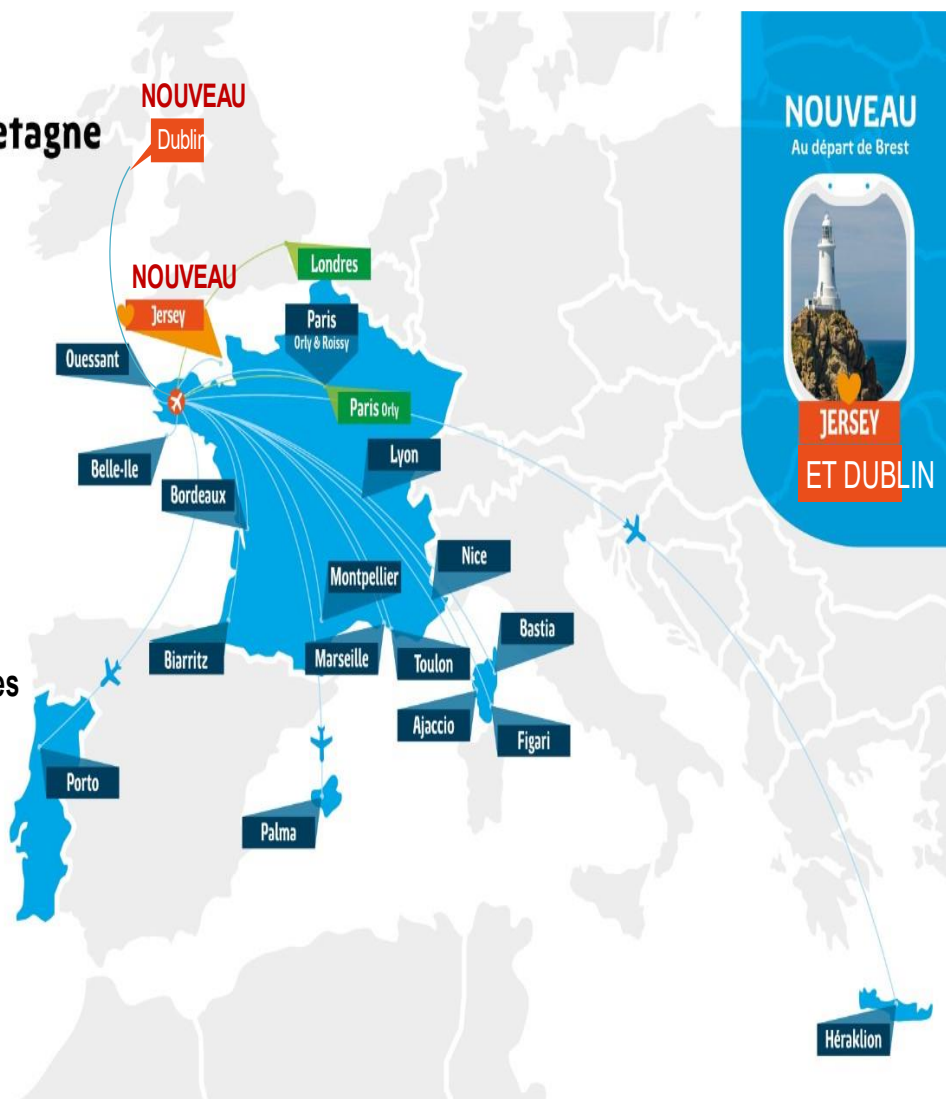 NOUVEAU
etagne
Dublin
NOUVEAU
Au départ de Brest
Londres
NOUVEAU
Jersey
Paris
Orly & Roissy
Ouessant
Paris Orly
JERSEY
ET DUBLIN
Belle-Ile
Lyon
Bordeaux
Nice
Montpellier
Bastia
Biarritz
Marseille
Toulon
es
Ajaccio
Figari
Porto
Palma
Héraklion